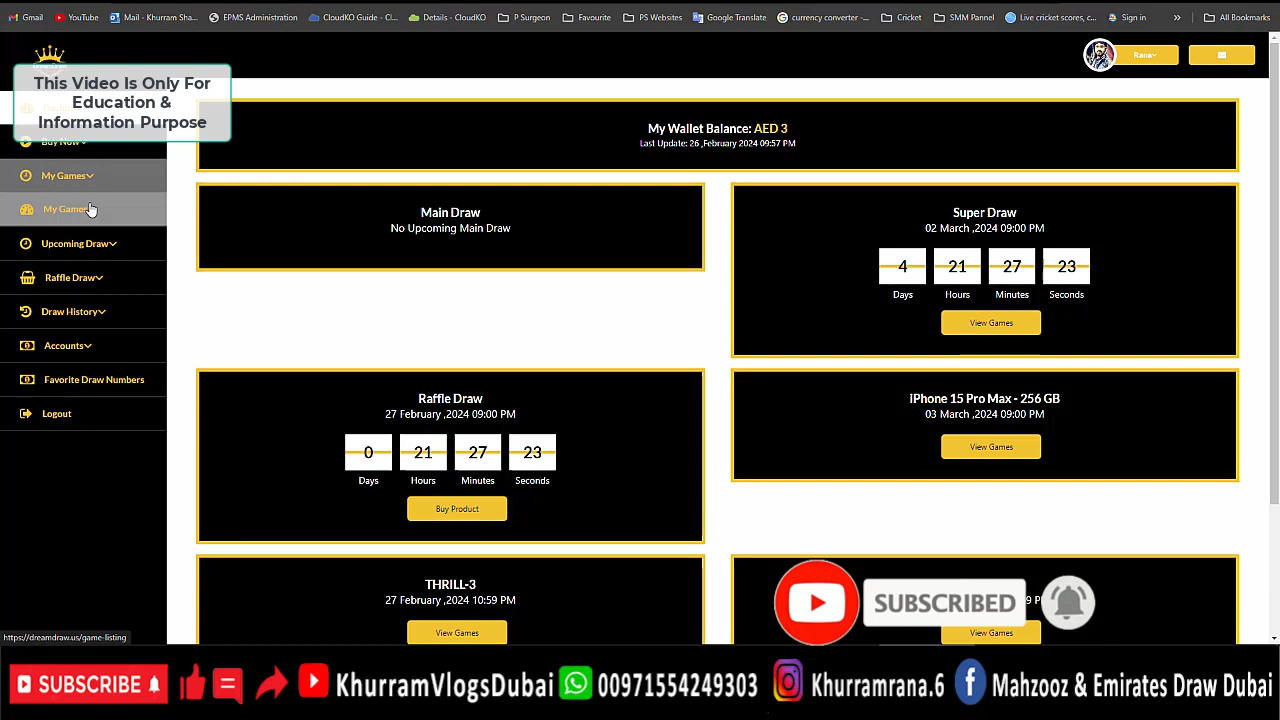 Gmail
YouTube
Mail - Khurram Sha...
EPMS Administration
CloudKO Guide - Cl...
Details - CloudKO
P Surgeon
Favourite
PS Websites
Google Translate
currency converter -...
Cricket
SMM Pannel
Live cricket scores, c...
Sign in
»
All Bookmarks
Rana
This Video Is Only For
Education &
Information Purpose
Buy Now
My Games
My Games
Upcoming Draw
Raffle Draw
Draw History
Accounts
Favorite Draw Numbers
Logout
My Wallet Balance: AED 3
Last Update: 26 ,February 2024 09:57 PM
Main Draw
No Upcoming Main Draw
Super Draw
02 March ,2024 09:00 PM
4 21 27 23
Days Hours Minutes Seconds
View Games
Raffle Draw
27 February ,2024 09:00 PM
0 21 27 23
Days Hours Minutes Seconds
Buy Product
iPhone 15 Pro Max - 256 GB
03 March ,2024 09:00 PM
View Games
THRILL-3
27 February ,2024 10:59 PM
View Games
View Games
SUBSCRIBED
https://dreamdraw.us/game-listing
SUBSCRIBE
KhurramVlogsDubai
00971554249303
Khurramrana.6
Mahzooz & Emirates Draw Dubai